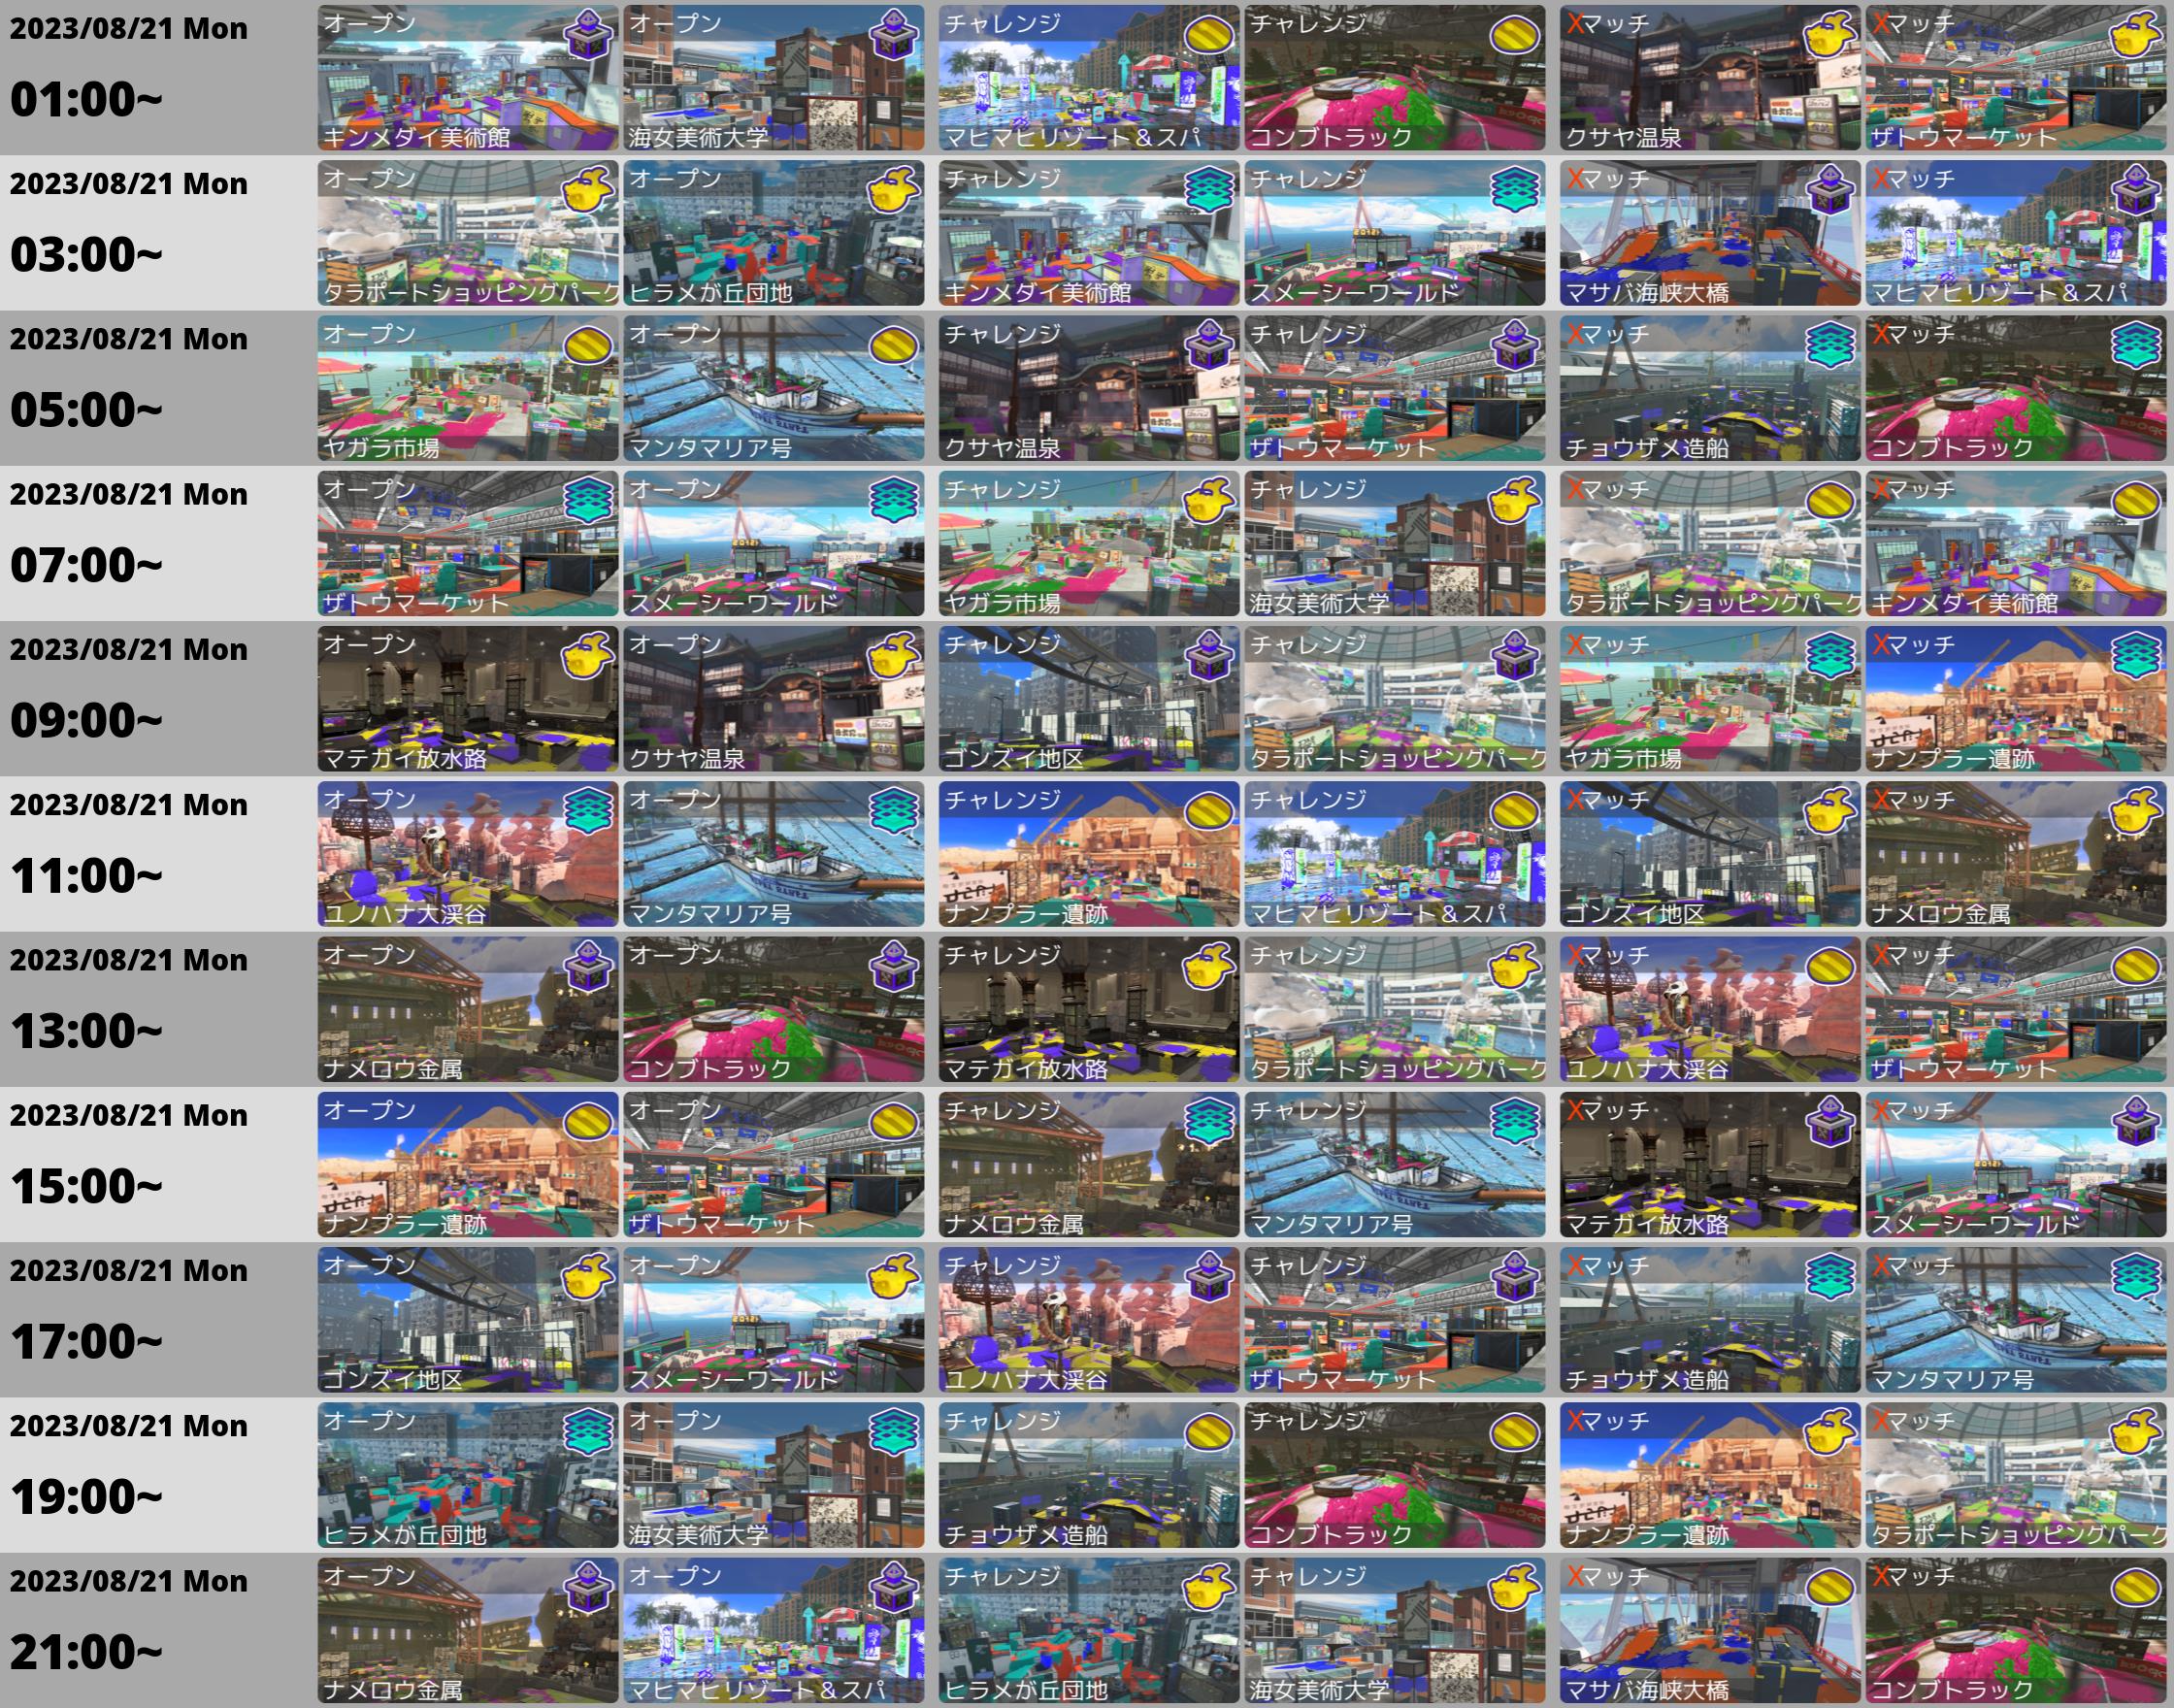 2023/08/21 Mon
01:00~
オープン
キンメダイ美術館
オープン
海女美術大学
チャレンジ
マヒマヒリゾート＆スパ
チャレンジ
コンブトラック
Xマッチ
クサヤ温泉
Xマッチ
ザトウマーケット
2023/08/21 Mon
03:00~
オープン
タラポートショッピングパーク
オープン
ヒラメが丘団地
チャレンジ
キンメダイ美術館
チャレンジ
スメーシーワールド
Xマッチ
マサバ海峡大橋
Xマッチ
マヒマヒリゾート＆スパ
2023/08/21 Mon
05:00~
オープン
ヤガラ市場
オープン
マンタマリア号
チャレンジ
クサヤ温泉
チャレンジ
ザトウマーケット
Xマッチ
チョウザメ造船
Xマッチ
コンブトラック
2023/08/21 Mon
07:00~
オープン
ザトウマーケット
オープン
スメーシーワールド
チャレンジ
ヤガラ市場
チャレンジ
海女美術大学
Xマッチ
タラポートショッピングパーク
Xマッチ
キンメダイ美術館
2023/08/21 Mon
09:00~
オープン
マテガイ放水路
オープン
クサヤ温泉
チャレンジ
ゴンズイ地区
チャレンジ
タラポートショッピングパーク
Xマッチ
ヤガラ市場
Xマッチ
ナンプラー遺跡
2023/08/21 Mon
11:00~
オープン
ユノハナ大渓谷
オープン
マンタマリア号
チャレンジ
ナンプラー遺跡
チャレンジ
マヒマヒリゾート＆スパ
Xマッチ
ゴンズイ地区
Xマッチ
ナメロウ金属
2023/08/21 Mon
13:00~
オープン
ナメロウ金属
オープン
コンブトラック
チャレンジ
マテガイ放水路
チャレンジ
タラポートショッピングパーク
Xマッチ
ユノハナ大渓谷
Xマッチ
ザトウマーケット
2023/08/21 Mon
15:00~
オープン
ナンプラー遺跡
オープン
ザトウマーケット
チャレンジ
ナメロウ金属
チャレンジ
マンタマリア号
Xマッチ
マテガイ放水路
Xマッチ
スメーシーワールド
2023/08/21 Mon
17:00~
オープン
ゴンズイ地区
オープン
スメーシーワールド
チャレンジ
ユノハナ大渓谷
チャレンジ
ザトウマーケット
Xマッチ
チョウザメ造船
Xマッチ
マンタマリア号
2023/08/21 Mon
19:00~
オープン
ヒラメが丘団地
オープン
海女美術大学
チャレンジ
チョウザメ造船
チャレンジ
コンブトラック
Xマッチ
ナンプラー遺跡
Xマッチ
タラポートショッピングパーク
2023/08/21 Mon
21:00~
オープン
ナメロウ金属
オープン
マヒマヒリゾート＆スパ
チャレンジ
ヒラメが丘団地
チャレンジ
海女美術大学
Xマッチ
マサバ海峡大橋
Xマッチ
コンブトラック